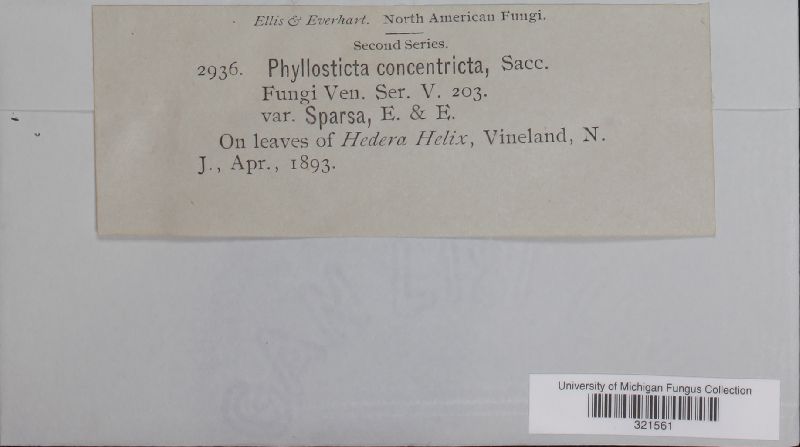 Ellis & Everhart. North American Fungi.
Second Series.
2936. Phyllosticta concentricta, Sacc.
Fungi Ven. Ser. V. 203.
var. Sparsa, E. & E.
On leaves of Hedera Helix, Vineland, N.
J., Apr., 1893.
University of Michigan Fungus Collection
321561